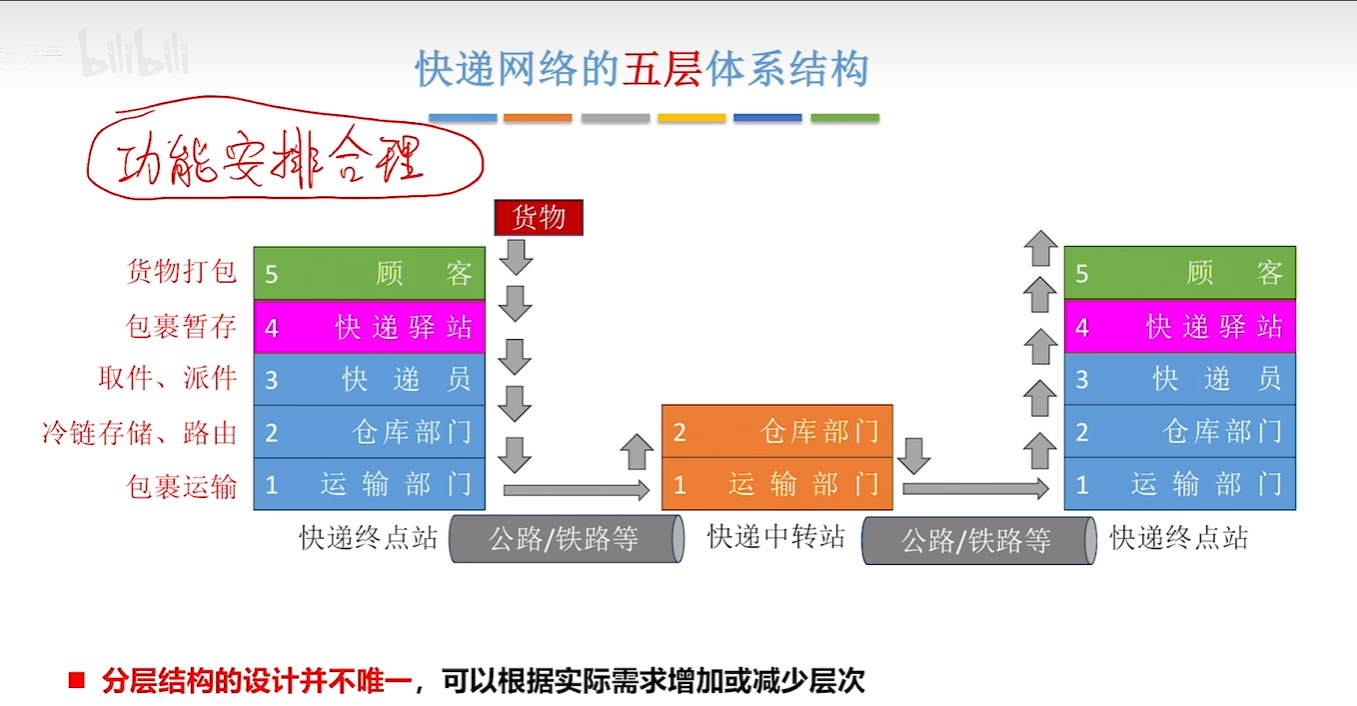 bilibili
快递网络的五层体系结构
功能安排合理
货物
货物打包 5 顾客 5 顾客
包裹暂存 4 快递驿站 4 快递驿站
取件、派件 3 快递员 3 快递员
冷链存储、路由 2 仓库部门 2 仓库部门 2 仓库部门
包裹运输 1 运输部门 1 运输部门 1 运输部门
快递终点站 公路/铁路等 快递中转站 公路/铁路等 快递终点站
分层结构的设计并不唯一，可以根据实际需求增加或减少层次